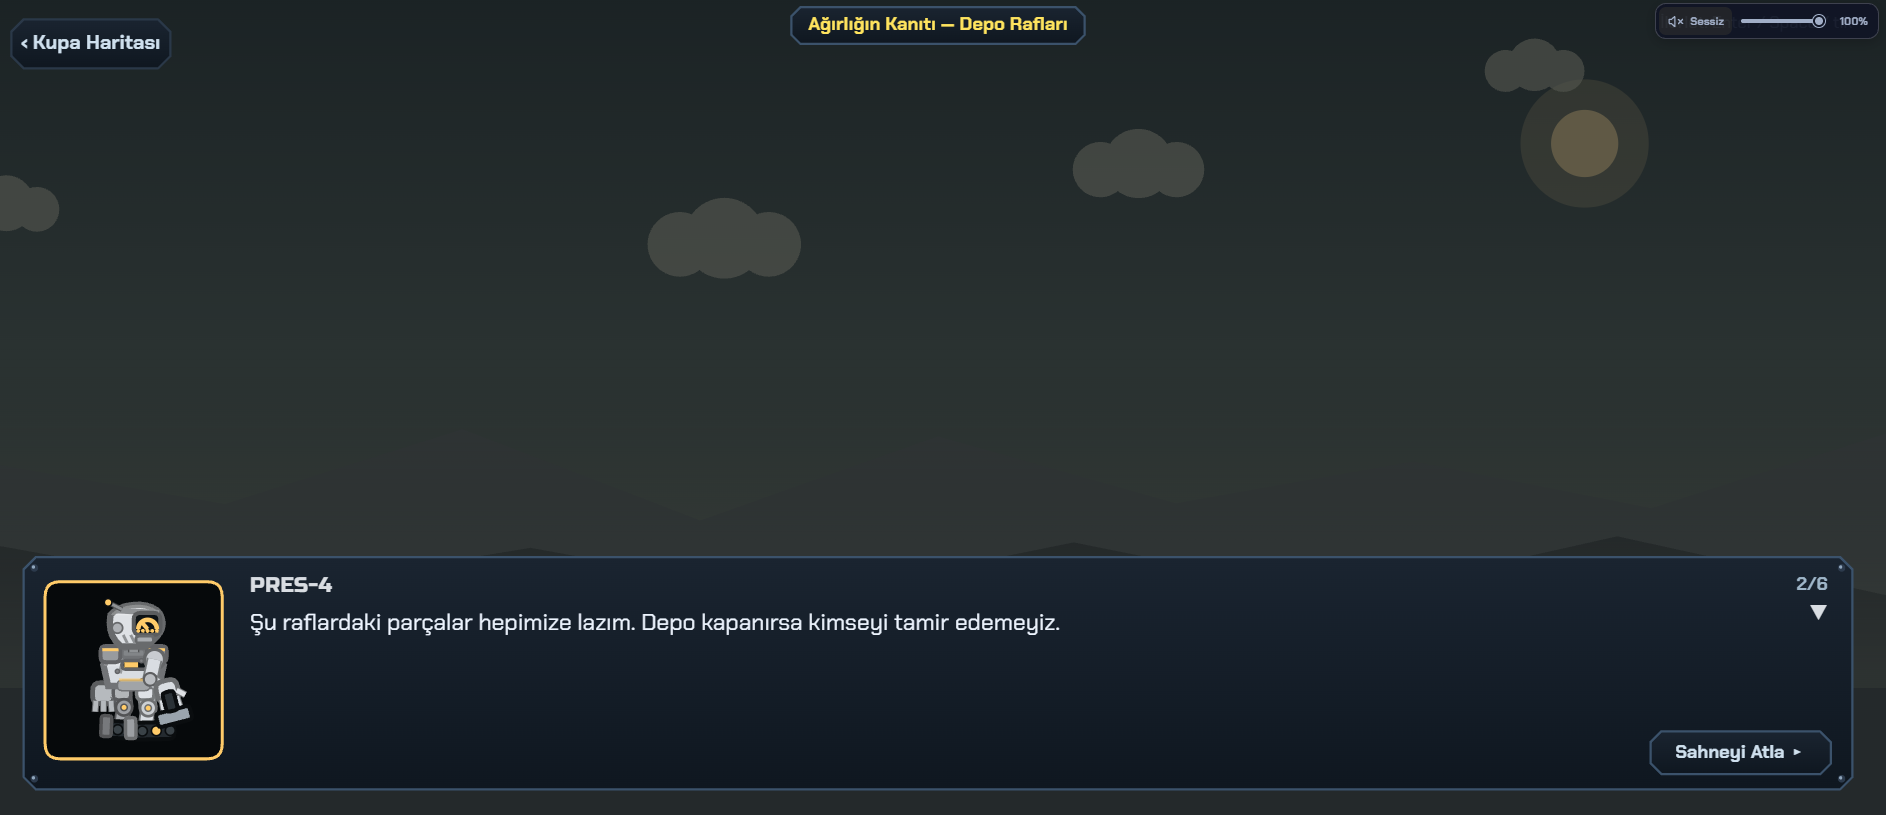 ‹ Kupa Haritası
Ağırlığın Kanıtı — Depo Rafları
Sessiz
100%
PRES-4
2/6
Şu raflardaki parçalar hepimize lazım. Depo kapanırsa kimseyi tamir edemeyiz.
Sahneyi Atla ▸